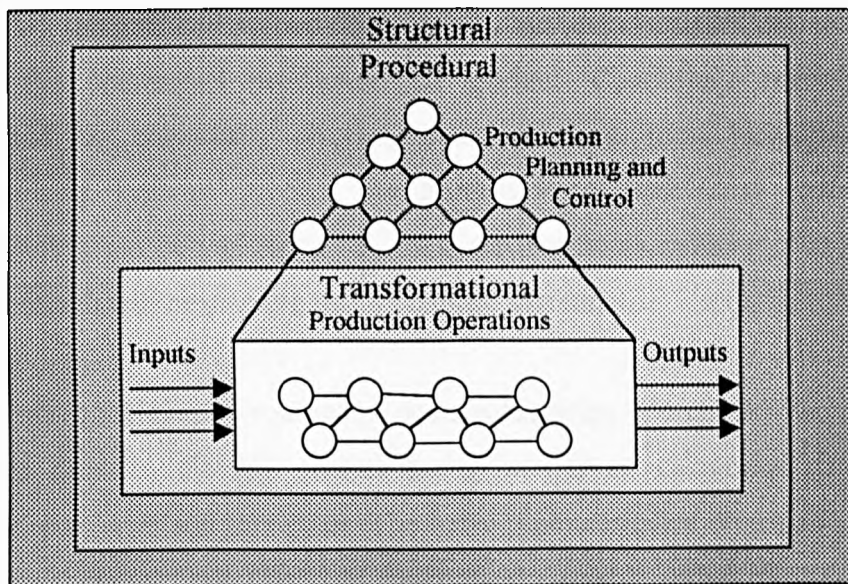 Structural
Procedural
Production
Planning and
Control
Transformational
Production Operations
Inputs
Outputs